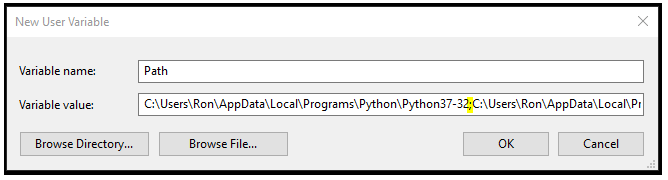 New User Variable
Variable name: Path
Variable value: C:\Users\Ron\AppData\Local\Programs\Python\Python37-32;C:\Users\Ron\AppData\Local\Pr
Browse Directory... Browse File... OK Cancel